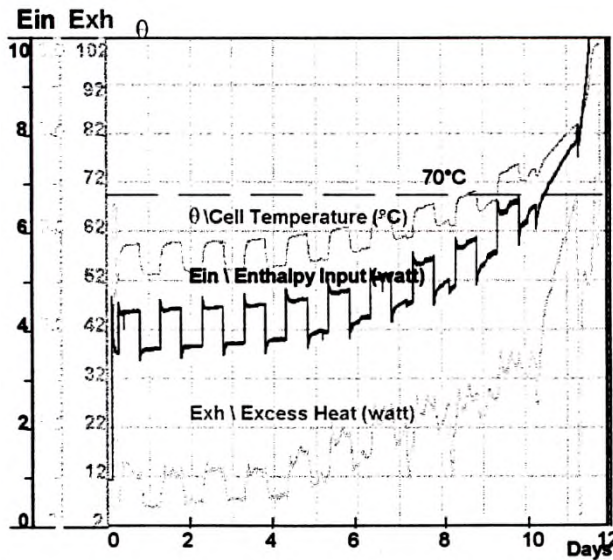 Ein Exh θ
10 102
92
8 82
72
70°C
6 62
θ \Cell Temperature (°C)
52
Ein \ Enthalpy Input (watt)
4 42
32
2 22
Exh \ Excess Heat (watt)
12
0 2
0 2 4 6 8 10 12
Days